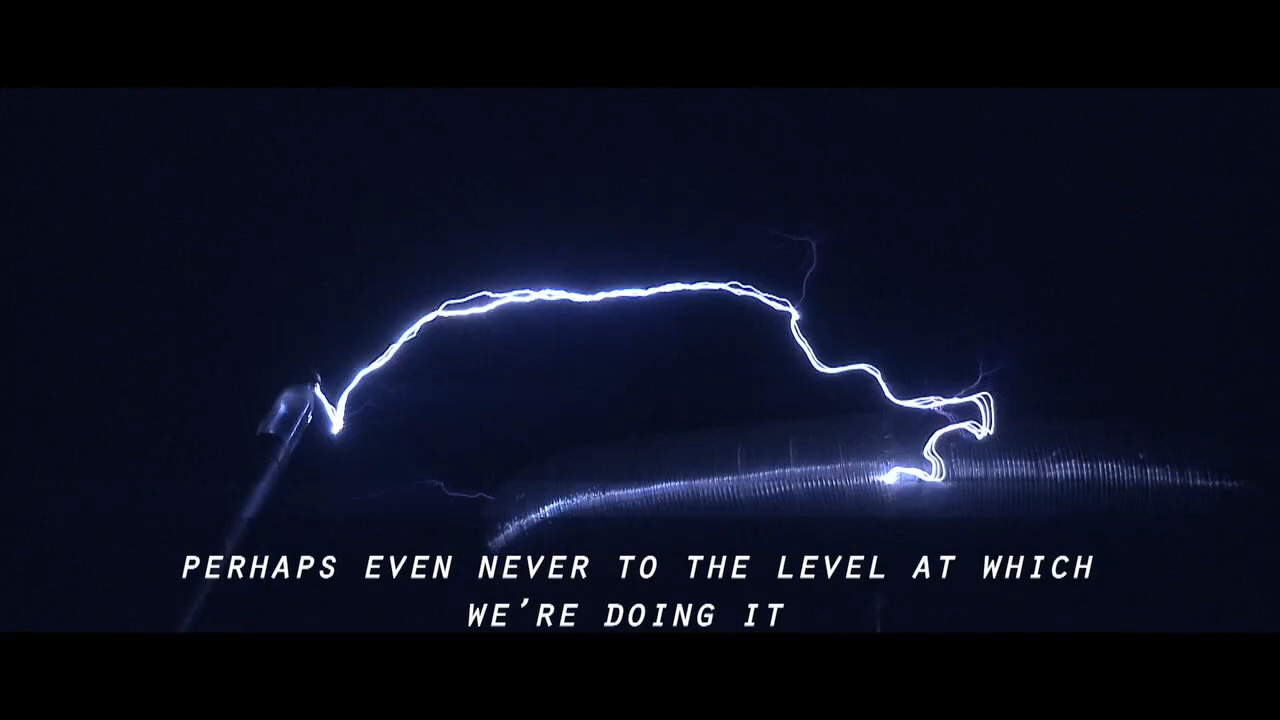 PERHAPS EVEN NEVER TO THE LEVEL AT WHICH
WE'RE DOING IT